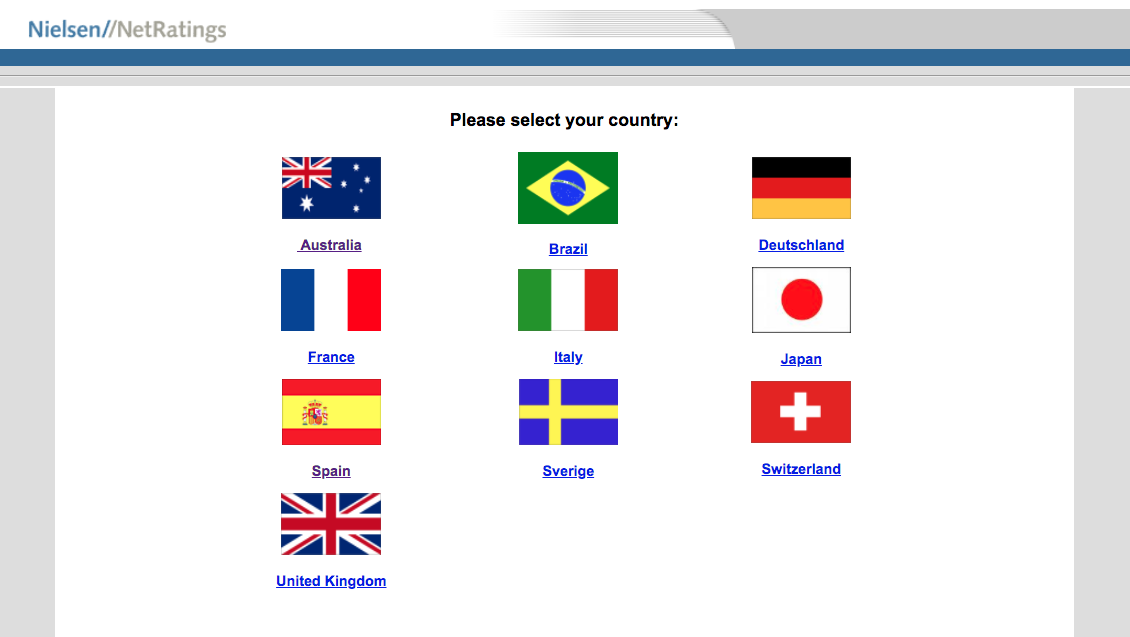 Nielsen//NetRatings
Please select your country:
Australia
Brazil
Deutschland
France
Italy
Japan
Spain
Sverige
Switzerland
United Kingdom